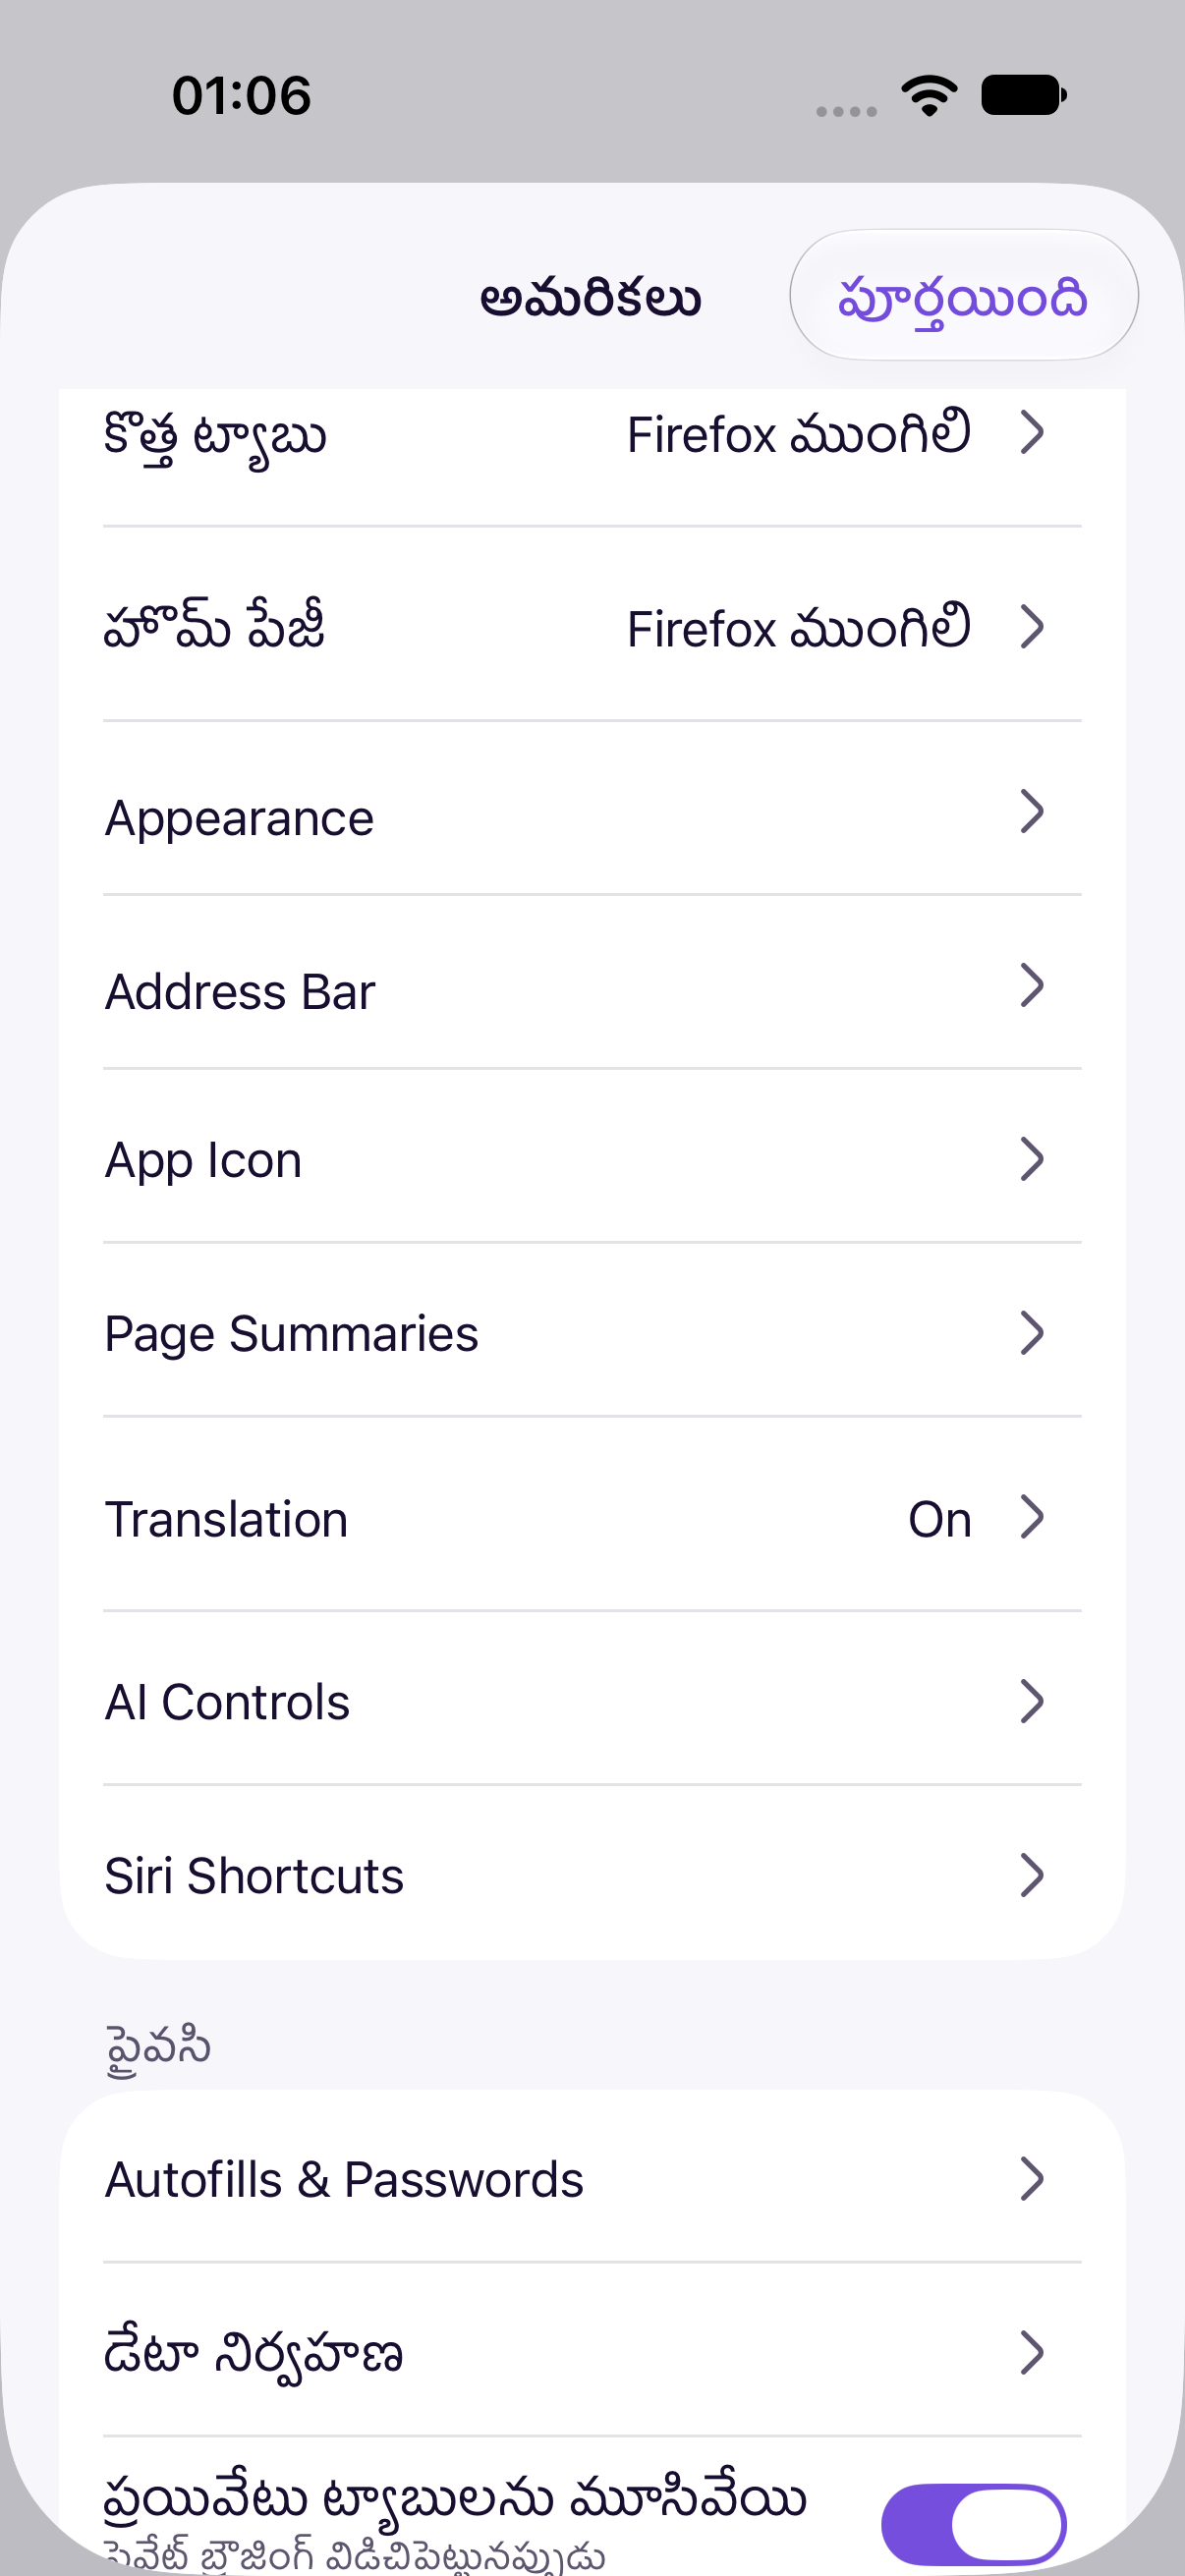 01:06
అమరికలు
పూర్తయింది
కొత్త ట్యాబు Firefox ముంగిలి
హోమ్ పేజీ Firefox ముంగిలి
Appearance
Address Bar
App Icon
Page Summaries
Translation On
AI Controls
Siri Shortcuts
ప్రైవసి
Autofills & Passwords
డేటా నిర్వహణ
ప్రయివేటు ట్యాబులను మూసివేయి
ప్రైవేట్ బ్రౌజింగ్ విడిచిపెట్టునప్పుడు